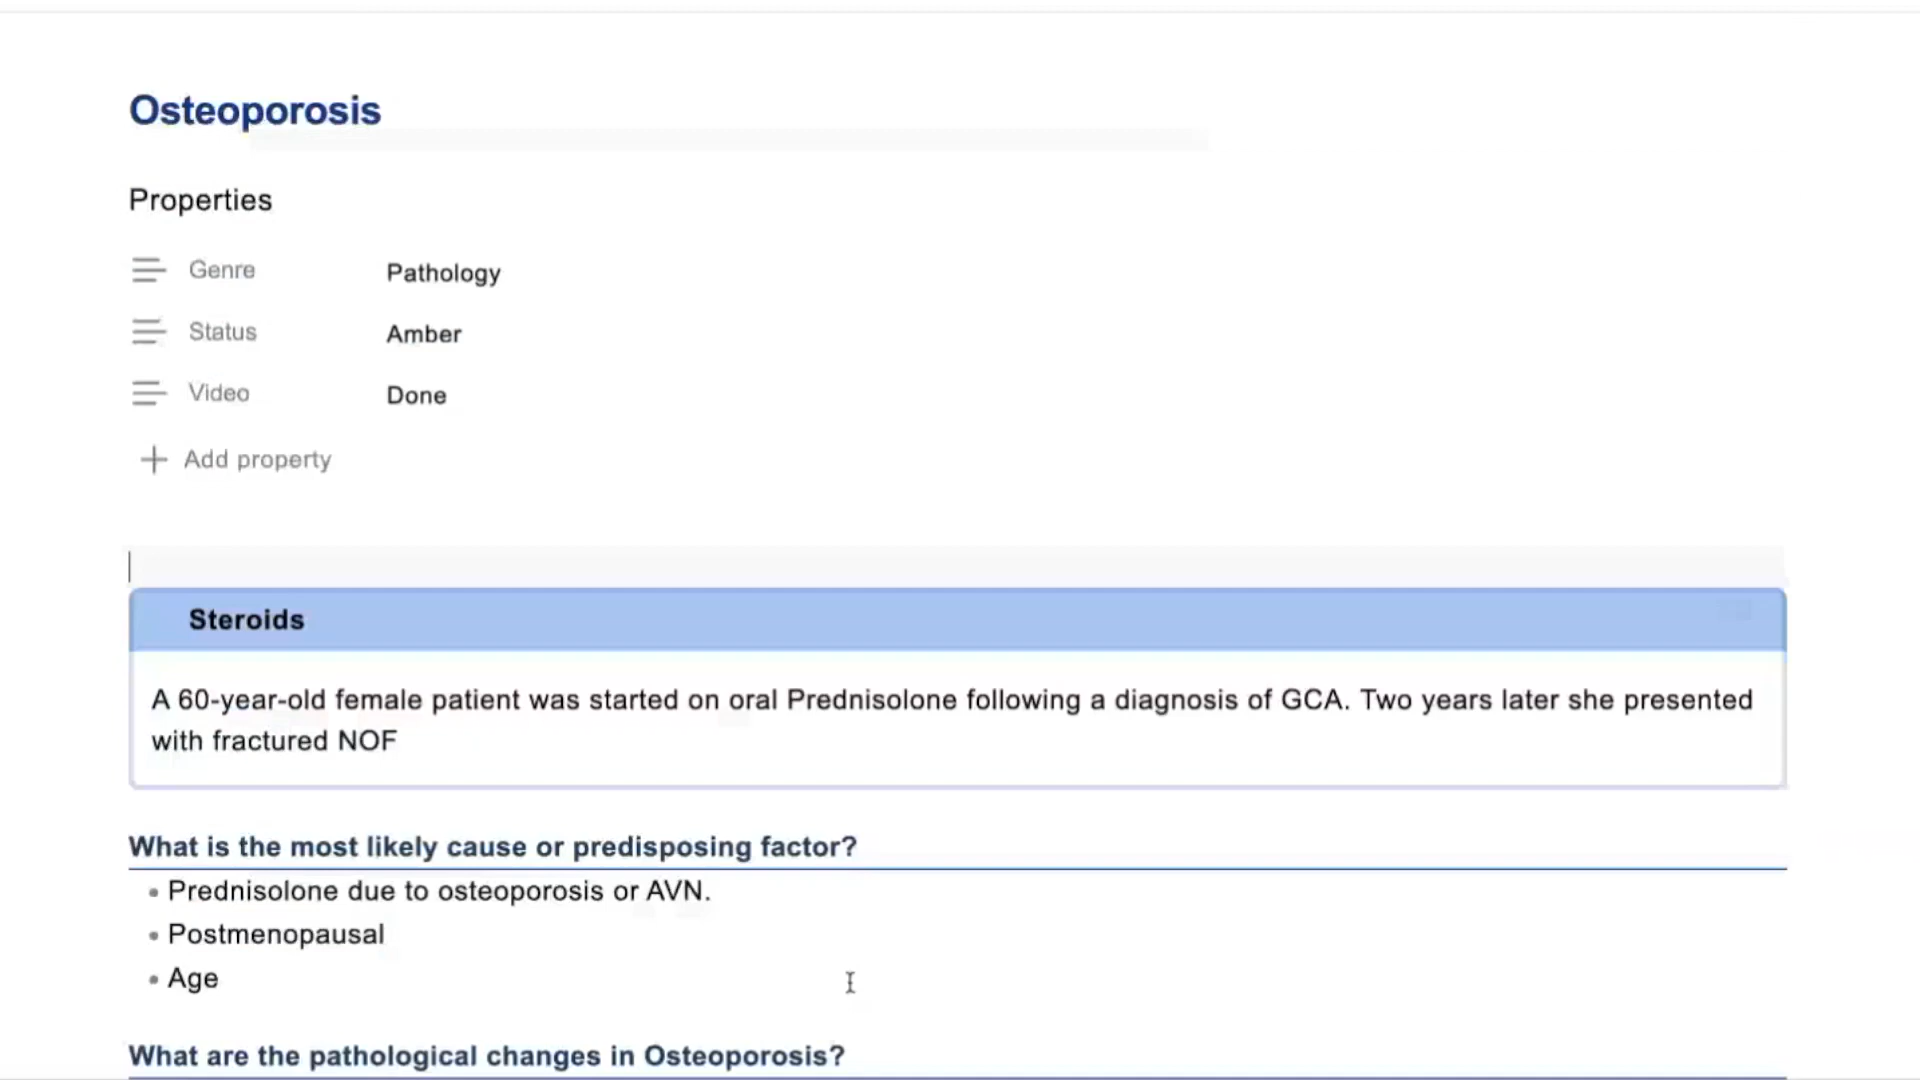 Osteoporosis
Properties
Genre Pathology
Status Amber
Video Done
Add property
Steroids
A 60-year-old female patient was started on oral Prednisolone following a diagnosis of GCA. Two years later she presented
with fractured NOF
What is the most likely cause or predisposing factor?
• Prednisolone due to osteoporosis or AVN.
• Postmenopausal
• Age
What are the pathological changes in Osteoporosis?